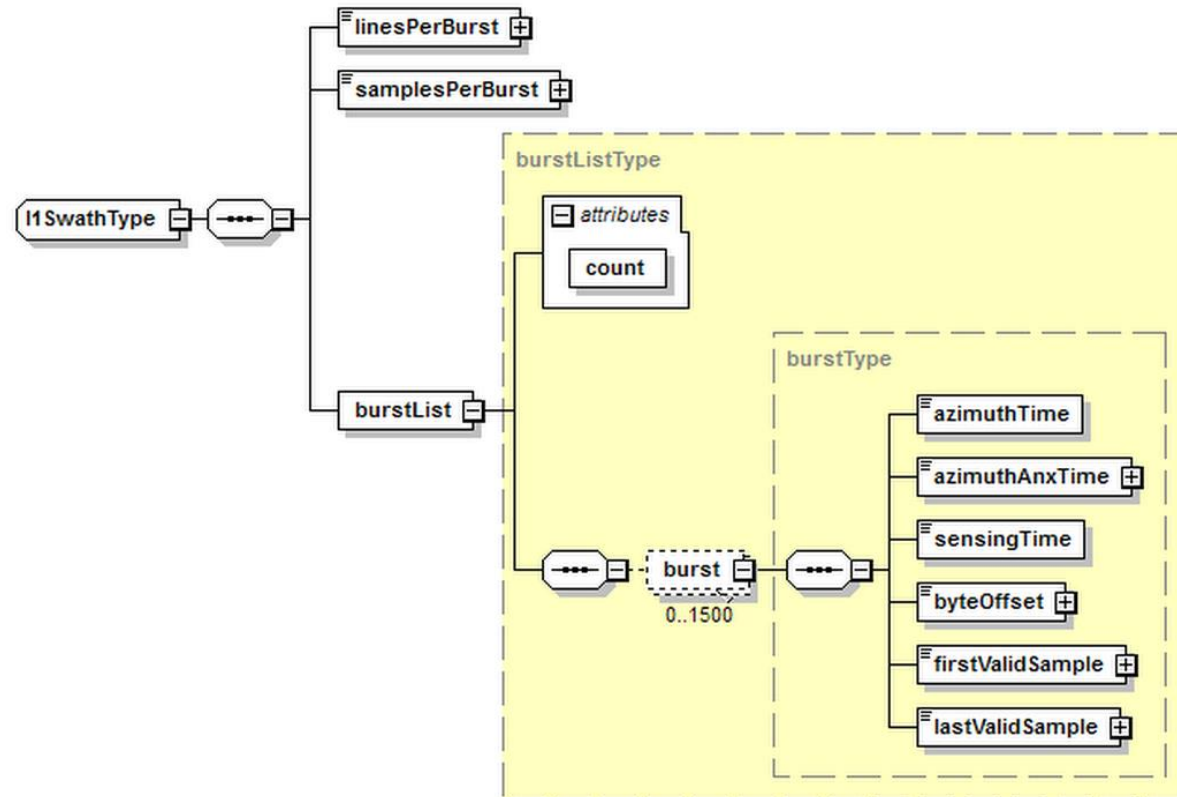 linesPerBurst
samplesPerBurst
burstListType
attributes
l1SwathType
count
burstType
burstList
azimuthTime
azimuthAnxTime
sensingTime
burst
byteOffset
0..1500
firstValidSample
lastValidSample